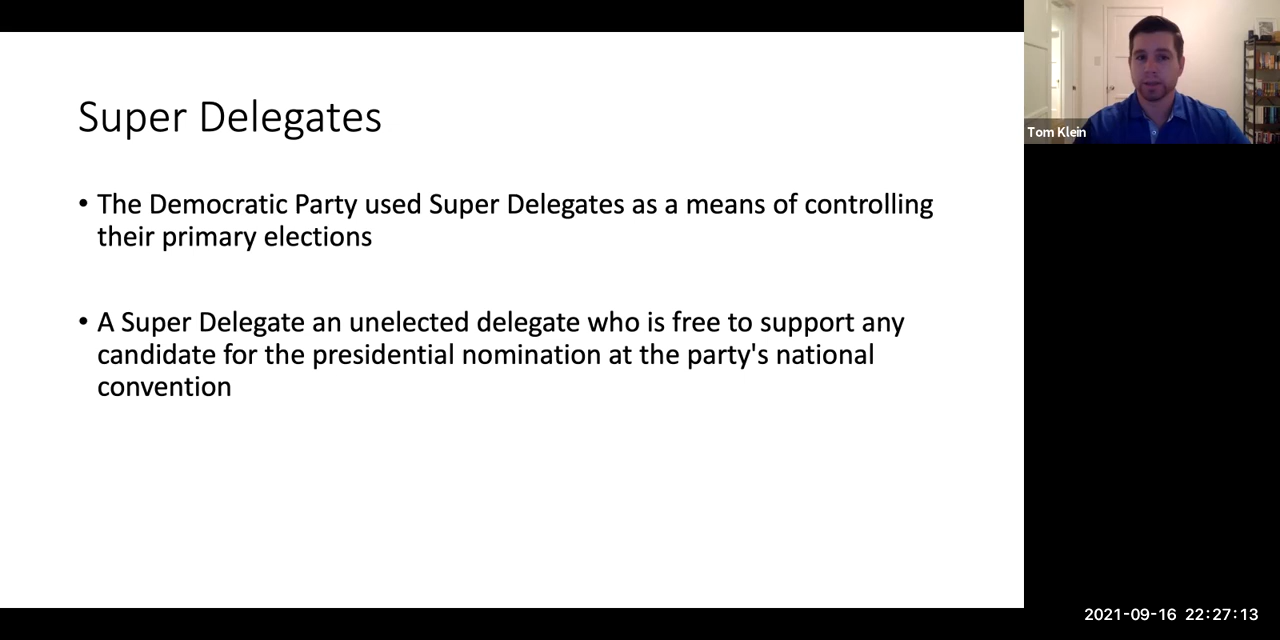 Super Delegates
• The Democratic Party used Super Delegates as a means of controlling
their primary elections
• A Super Delegate an unelected delegate who is free to support any
candidate for the presidential nomination at the party's national
convention
Tom Klein
2021-09-16 22:27:13